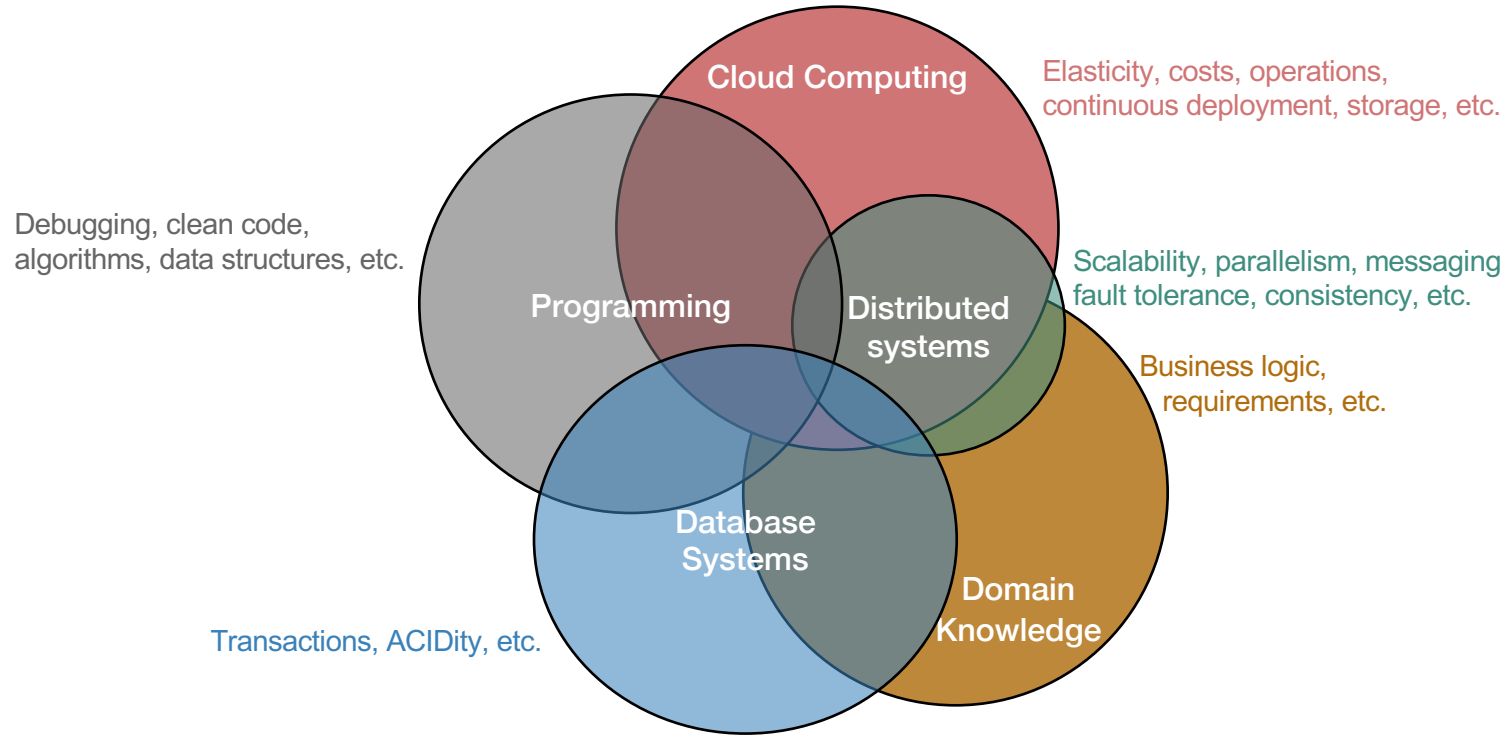 Cloud Computing
Elasticity, costs, operations,
continuous deployment, storage, etc.
Debugging, clean code,
algorithms, data structures, etc.
Programming
Distributed
systems
Scalability, parallelism, messaging
fault tolerance, consistency, etc.
Business logic,
requirements, etc.
Database
Systems
Domain
Knowledge
Transactions, ACIDity, etc.